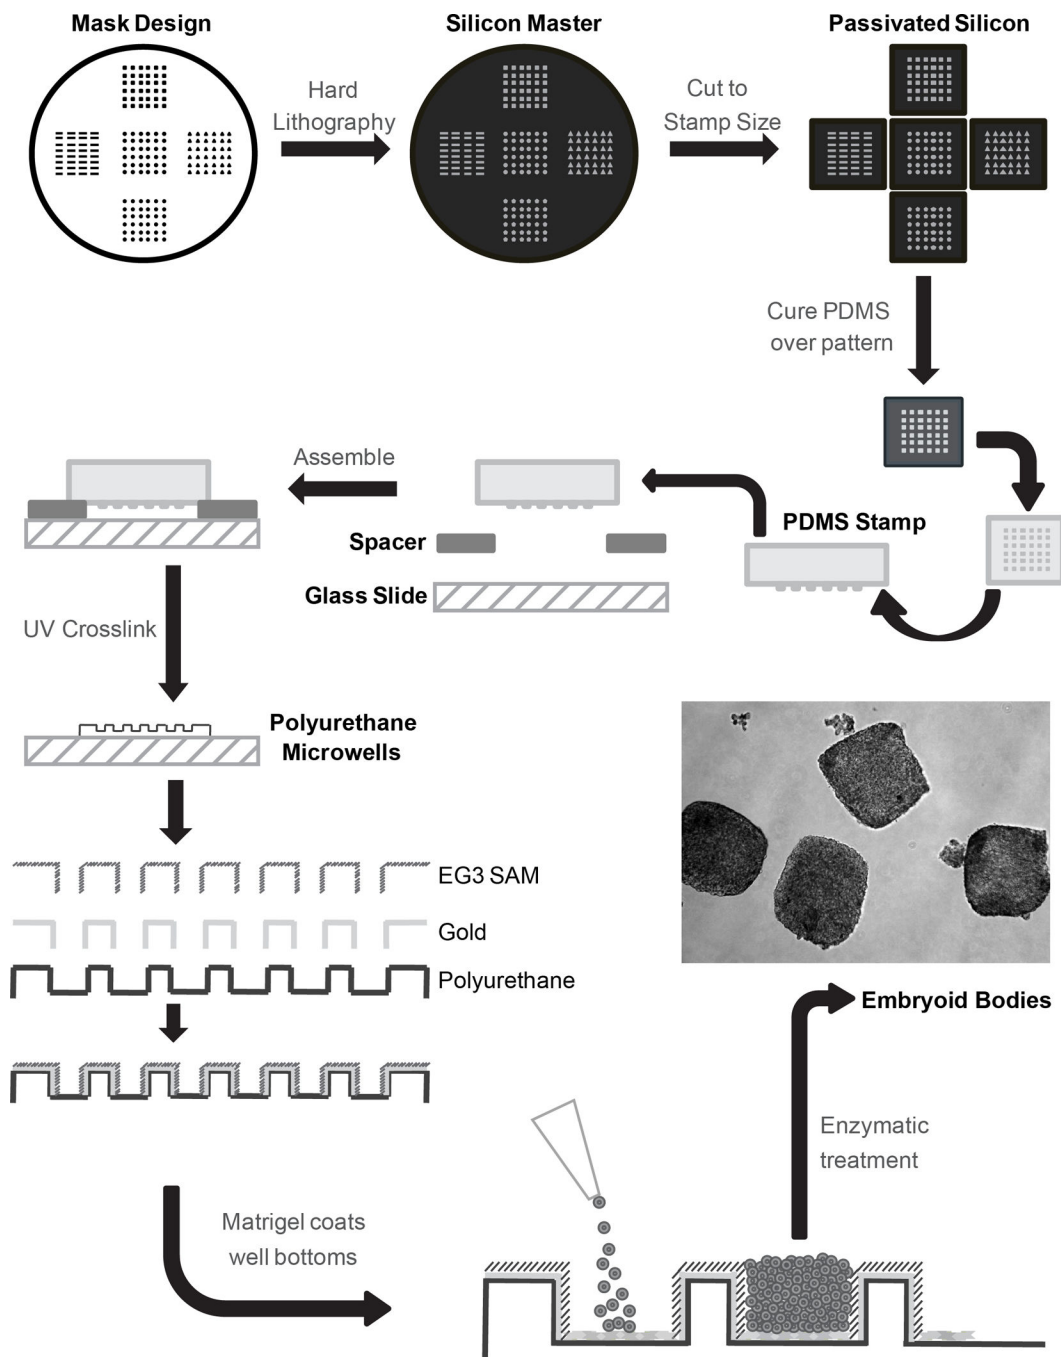 Mask Design
Silicon Master
Passivated Silicon
Hard
Lithography
Cut to
Stamp Size
Cure PDMS
over pattern
Assemble
PDMS Stamp
Spacer
Glass Slide
UV Crosslink
Polyurethane
Microwells
EG3 SAM
Gold
Polyurethane
Embryoid Bodies
Enzymatic
treatment
Matrigel coats
well bottoms